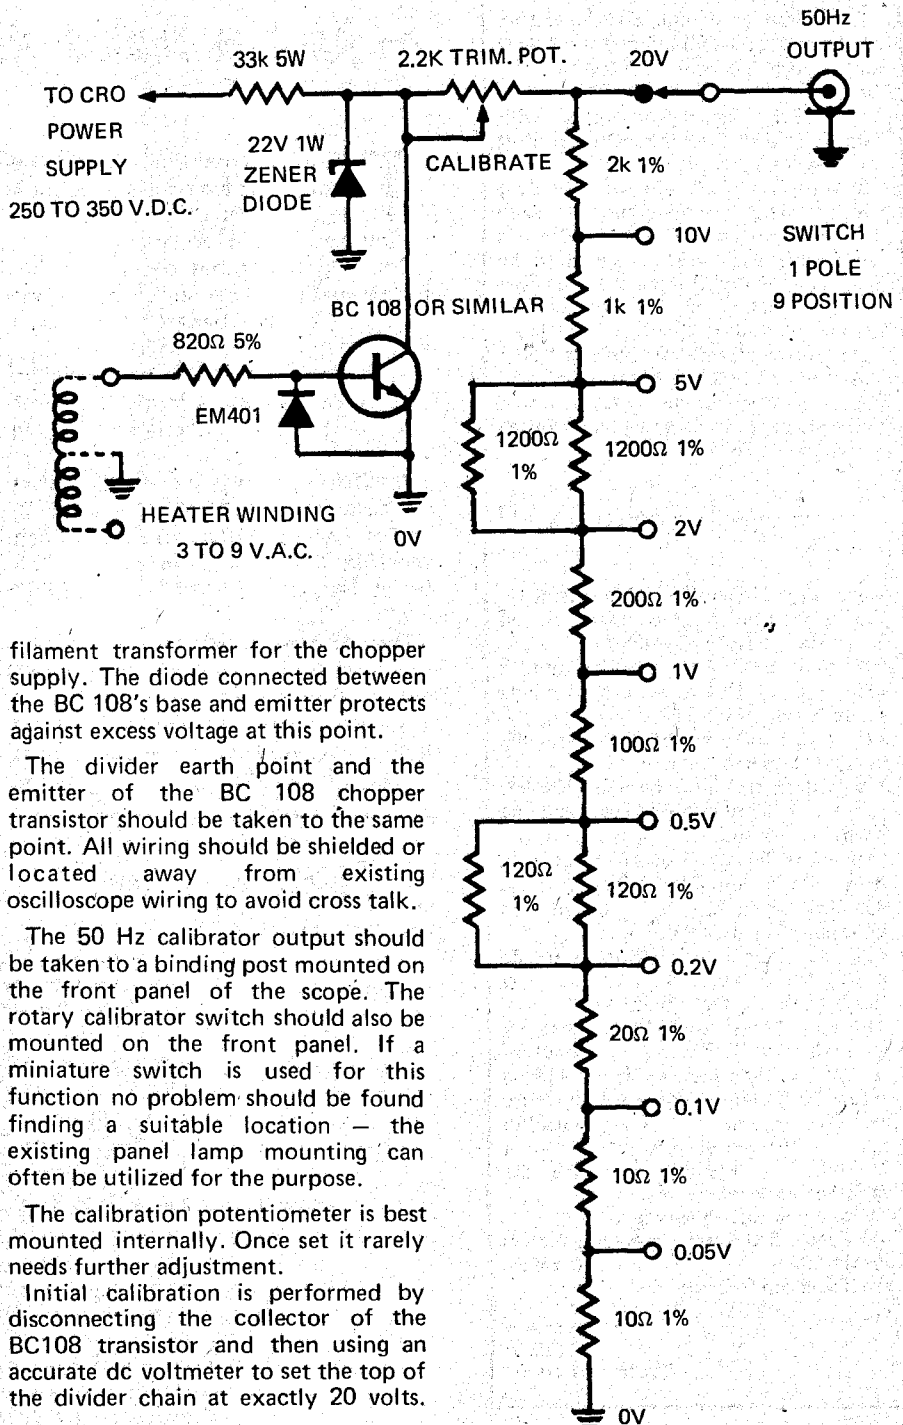 50Hz
OUTPUT
33k 5W
2.2K TRIM. POT.
20V
TO CRO
POWER
SUPPLY
250 TO 350 V.D.C.
22V 1W
ZENER
DIODE
CALIBRATE
2k 1%
10V
SWITCH
1 POLE
9 POSITION
BC 108 OR SIMILAR
1k 1%
820Ω 5%
5V
EM401
1200Ω
1%
1200Ω 1%
HEATER WINDING
3 TO 9 V.A.C.
0V
2V
200Ω 1%
1V
100Ω 1%
0.5V
120Ω
1%
120Ω 1%
0.2V
20Ω 1%
0.1V
10Ω 1%
0.05V
10Ω 1%
0V
filament transformer for the chopper
supply. The diode connected between
the BC 108's base and emitter protects
against excess voltage at this point.
The divider earth point and the
emitter of the BC 108 chopper
transistor should be taken to the same
point. All wiring should be shielded or
located away from existing
oscilloscope wiring to avoid cross talk.
The 50 Hz calibrator output should
be taken to a binding post mounted on
the front panel of the scope. The
rotary calibrator switch should also be
mounted on the front panel. If a
miniature switch is used for this
function no problem should be found
finding a suitable location — the
existing panel lamp mounting can
often be utilized for the purpose.
The calibration potentiometer is best
mounted internally. Once set it rarely
needs further adjustment.
Initial calibration is performed by
disconnecting the collector of the
BC108 transistor and then using an
accurate dc voltmeter to set the top of
the divider chain at exactly 20 volts.